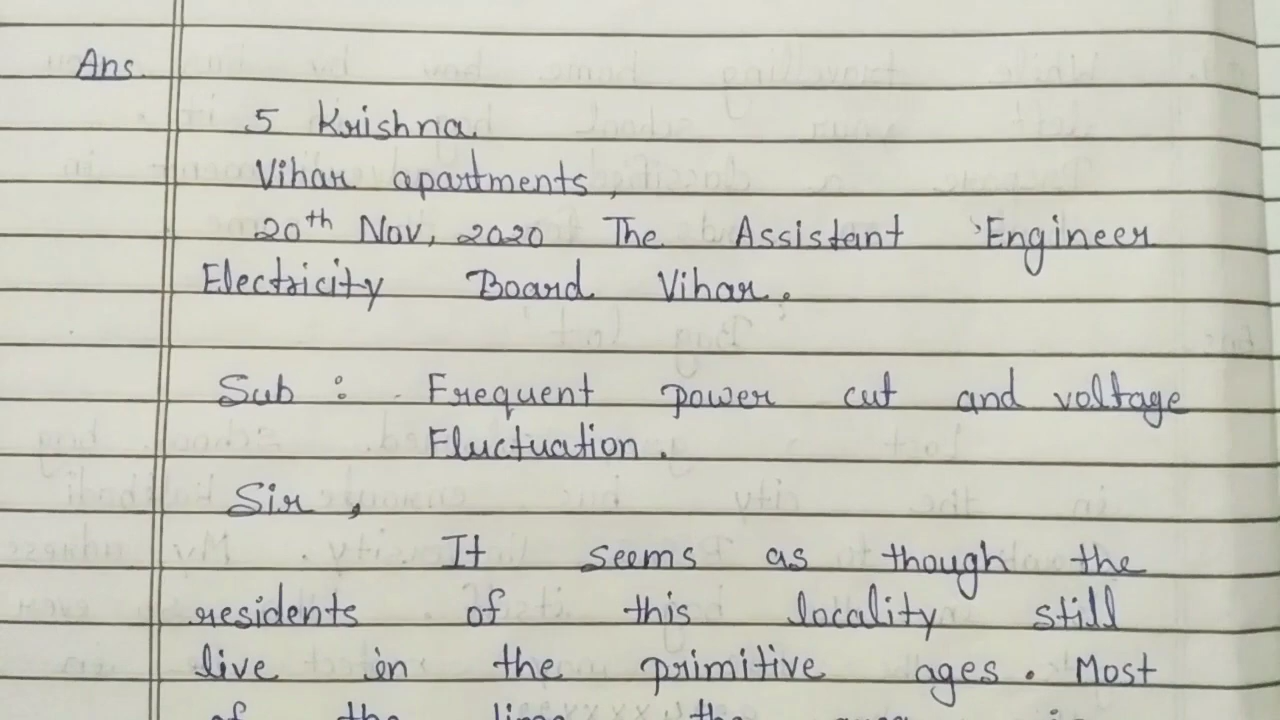 Ans.
5 Krishna
Vihar apartments,
20th Nov, 2020 The Assistant Engineer
Electricity Board Vihar.
Sub : Frequent power cut and voltage
Fluctuation.
Sir,
It seems as though the
residents of this locality still
live in the primitive ages. Most
of the